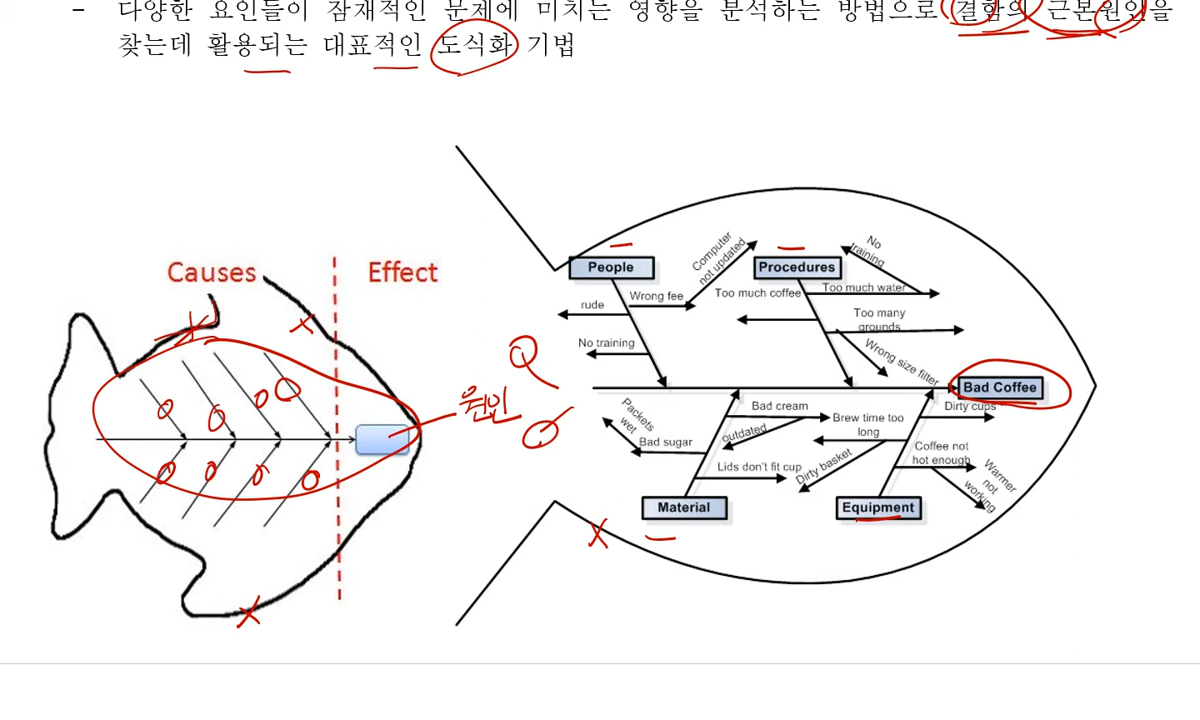 - 다양한 요인들이 잠재적인 문제에 미치는 영향을 분석하는 방법으로 결함의 근본원인을
찾는데 활용되는 대표적인 도식화 기법
Causes
Effect
원인
People
Wrong fee
Computer
not updated
rude
No training
Procedures
Too much coffee
Too much water
No
training
Too many
grounds
Wrong size filter
Bad Coffee
Packets
wet
Bad sugar
Bad cream
outdated
Lids don't fit cup
Material
Brew time too
long
Dirty basket
Dirty cups
Coffee not
hot enough
Warmer
not
working
Equipment